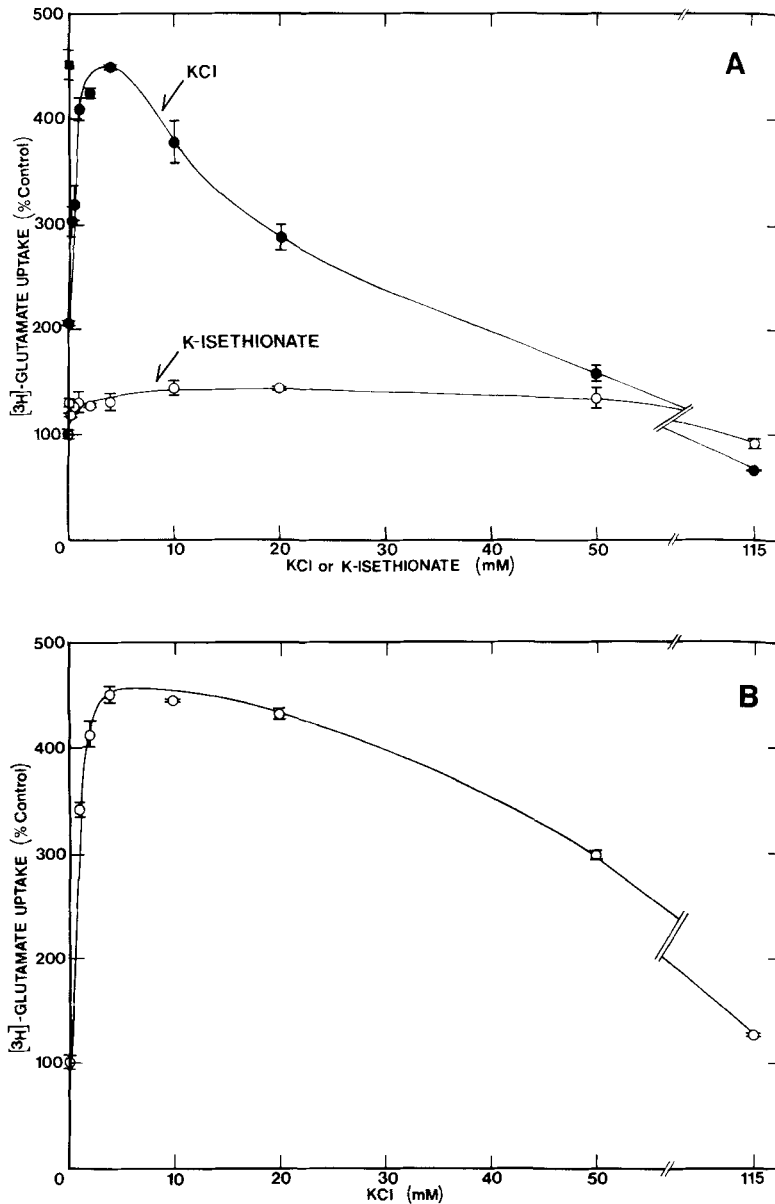 500
A
KCl
400
300
200
K-ISETHIONATE
100
[3H]-GLUTAMATE UPTAKE (% Control)
0 10 20 30 40 50 115
KCl or K-ISETHIONATE (mM)
500
B
400
300
200
100
[3H]-GLUTAMATE UPTAKE (% Control)
0 10 20 30 40 50 115
KCl (mM)